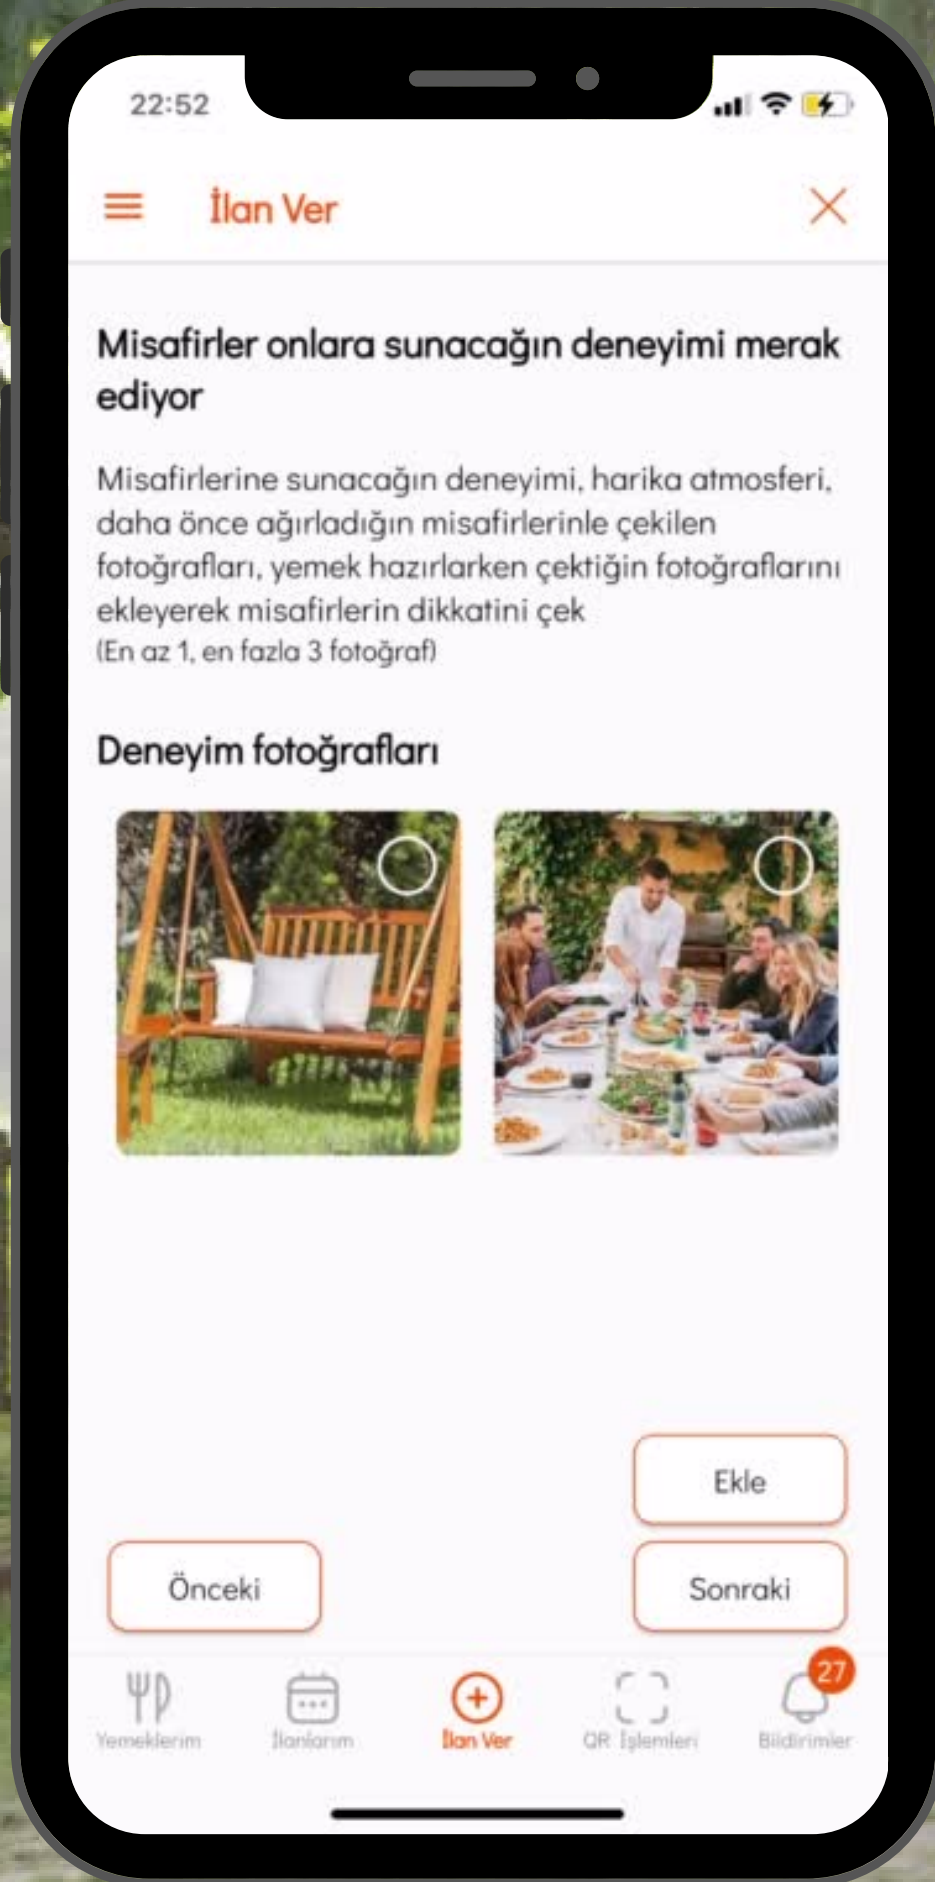 22:52
İlan Ver
Misafirler onlara sunacağın deneyimi merak
ediyor
Misafirlerine sunacağın deneyimi, harika atmosferi,
daha önce ağırladığın misafirlerinle çekilen
fotoğrafları, yemek hazırlarken çektiğin fotoğraflarını
ekleyerek misafirlerin dikkatini çek
(En az 1, en fazla 3 fotoğraf)
Deneyim fotoğrafları
Ekle
Önceki
Sonraki
27
Yemeklerim
İlanlarım
İlan Ver
QR İşlemleri
Bildirimler